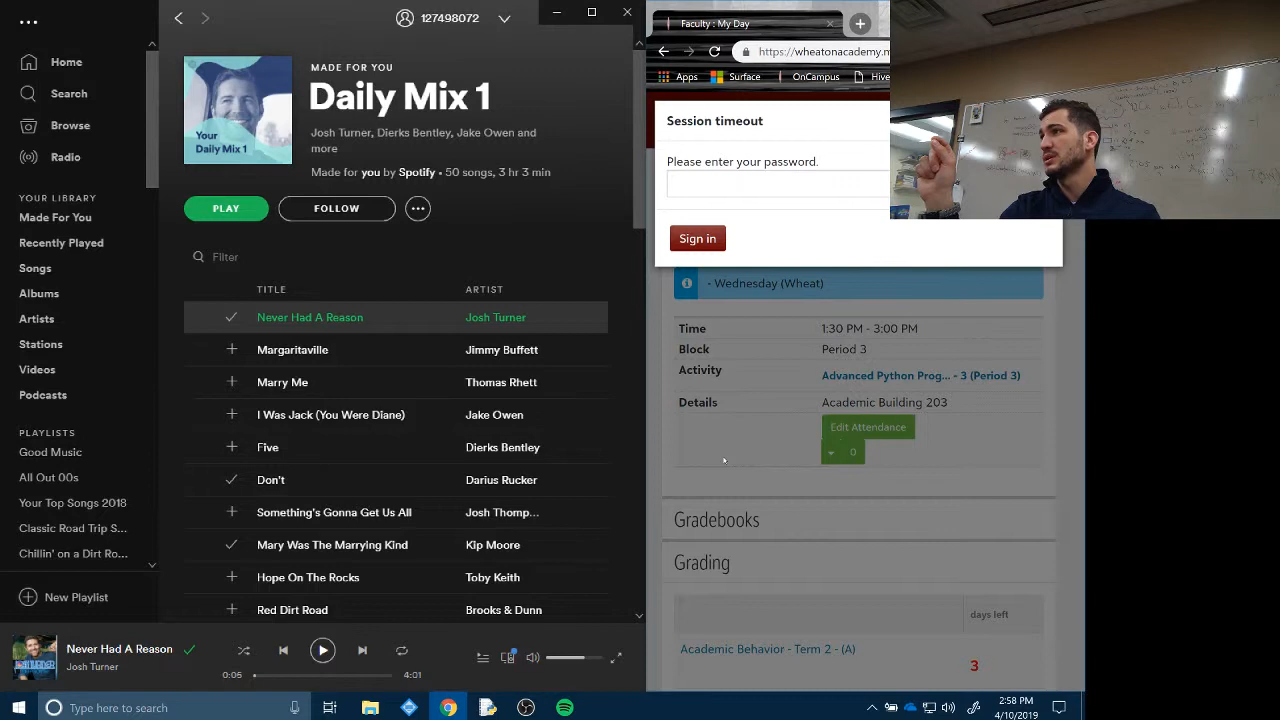 127498072
Home
Search
Browse
Radio
YOUR LIBRARY
Made For You
Recently Played
Songs
Albums
Artists
Stations
Videos
Podcasts
PLAYLISTS
Good Music
All Out 00s
Your Top Songs 2018
Classic Road Trip S...
Chillin' on a Dirt Ro...
New Playlist
Your
Daily Mix 1
MADE FOR YOU
Daily Mix 1
Josh Turner, Dierks Bentley, Jake Owen and
more
Made for you by Spotify • 50 songs, 3 hr 3 min
PLAY FOLLOW
Filter
TITLE ARTIST
Never Had A Reason Josh Turner
Margaritaville Jimmy Buffett
Marry Me Thomas Rhett
I Was Jack (You Were Diane) Jake Owen
Five Dierks Bentley
Don't Darius Rucker
Something's Gonna Get Us All Josh Thomp...
Mary Was The Marrying Kind Kip Moore
Hope On The Rocks Toby Keith
Red Dirt Road Brooks & Dunn
Never Had A Reason
Josh Turner
0:06 4:01
Faculty : My Day
https://wheatonacademy.m
Apps Surface OnCampus Hive
Session timeout
Please enter your password.
Sign in
- Wednesday (Wheat)
Time 1:30 PM - 3:00 PM
Block Period 3
Activity Advanced Python Prog... - 3 (Period 3)
Details Academic Building 203
Edit Attendance
0
Gradebooks
Grading
days left
Academic Behavior - Term 2 - (A)
3
Type here to search
2:58 PM
4/10/2019